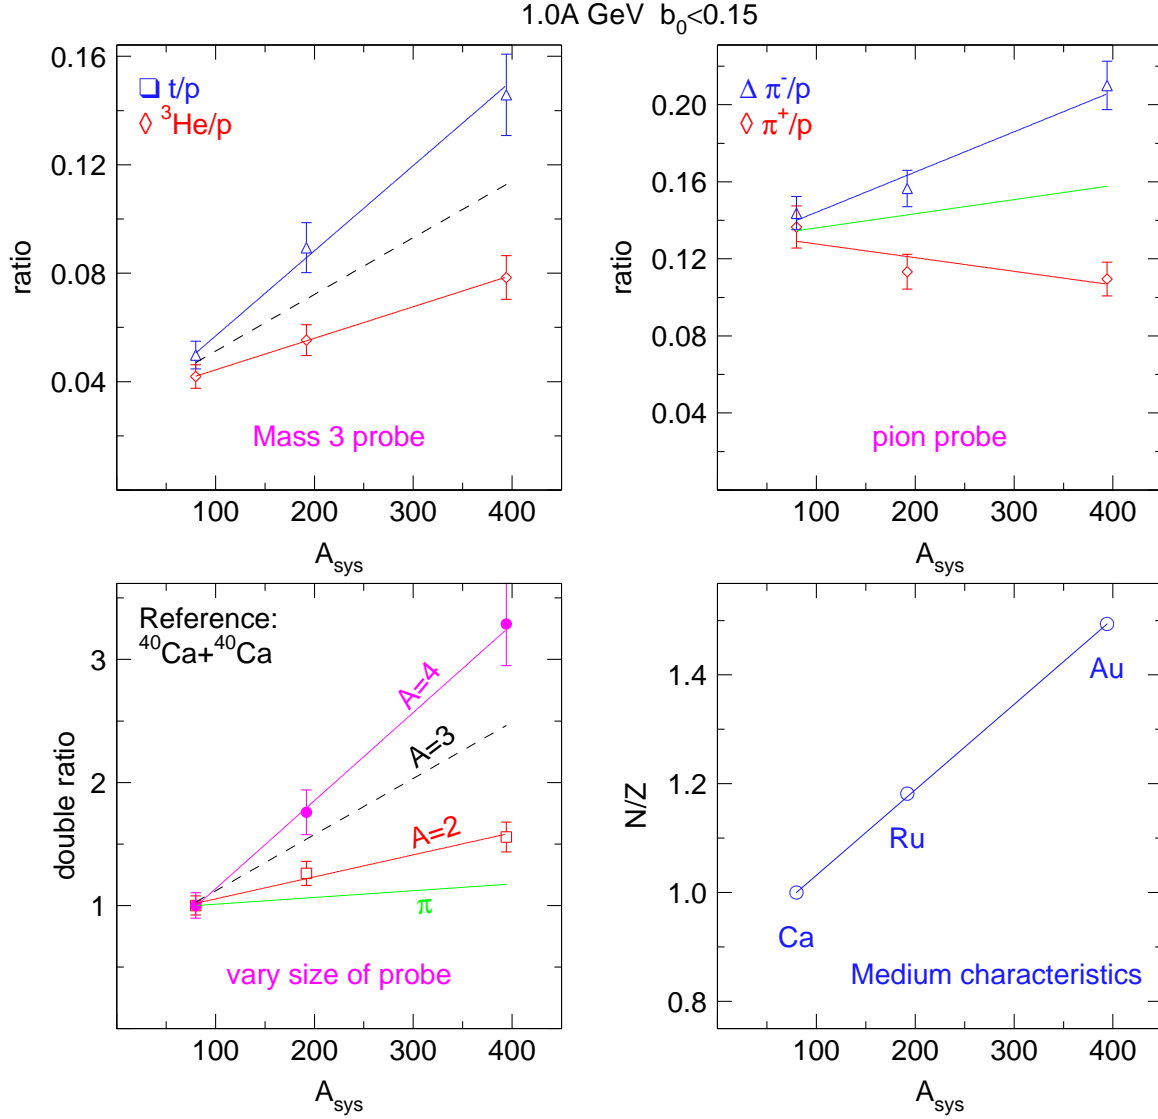 1.0A GeV b₀<0.15
0.16
0.12
0.08
0.04
ratio
t/p
³He/p
Mass 3 probe
100 200 300 400
A_sys
0.20
0.16
0.12
0.08
0.04
ratio
π⁻/p
π⁺/p
pion probe
100 200 300 400
A_sys
3
2
1
double ratio
Reference:
⁴⁰Ca+⁴⁰Ca
A=4
A=3
A=2
π
vary size of probe
100 200 300 400
A_sys
1.4
1.2
1.0
0.8
N/Z
Au
Ru
Ca
Medium characteristics
100 200 300 400
A_sys